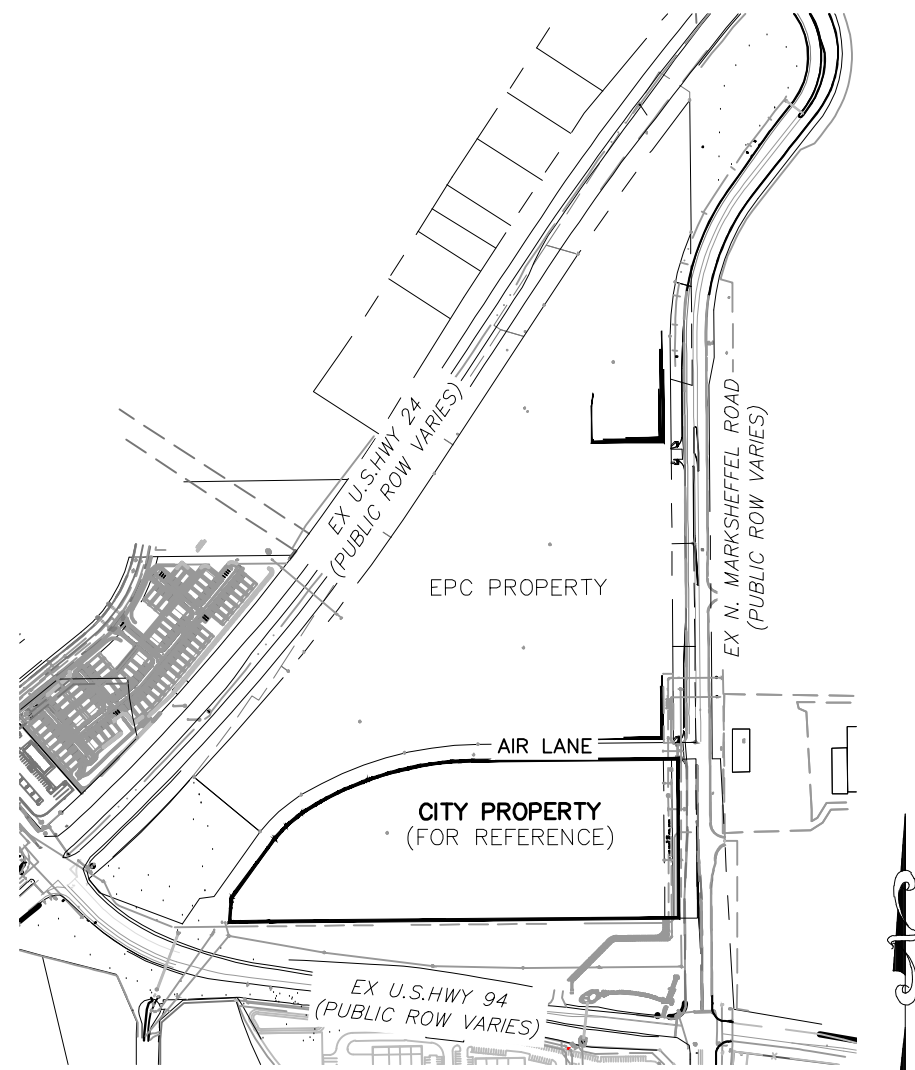 EX U.S.HWY 24
(PUBLIC ROW VARIES)
EX N. MARKSHEFFEL ROAD
(PUBLIC ROW VARIES)
EPC PROPERTY
AIR LANE
CITY PROPERTY
(FOR REFERENCE)
EX U.S.HWY 94
(PUBLIC ROW VARIES)